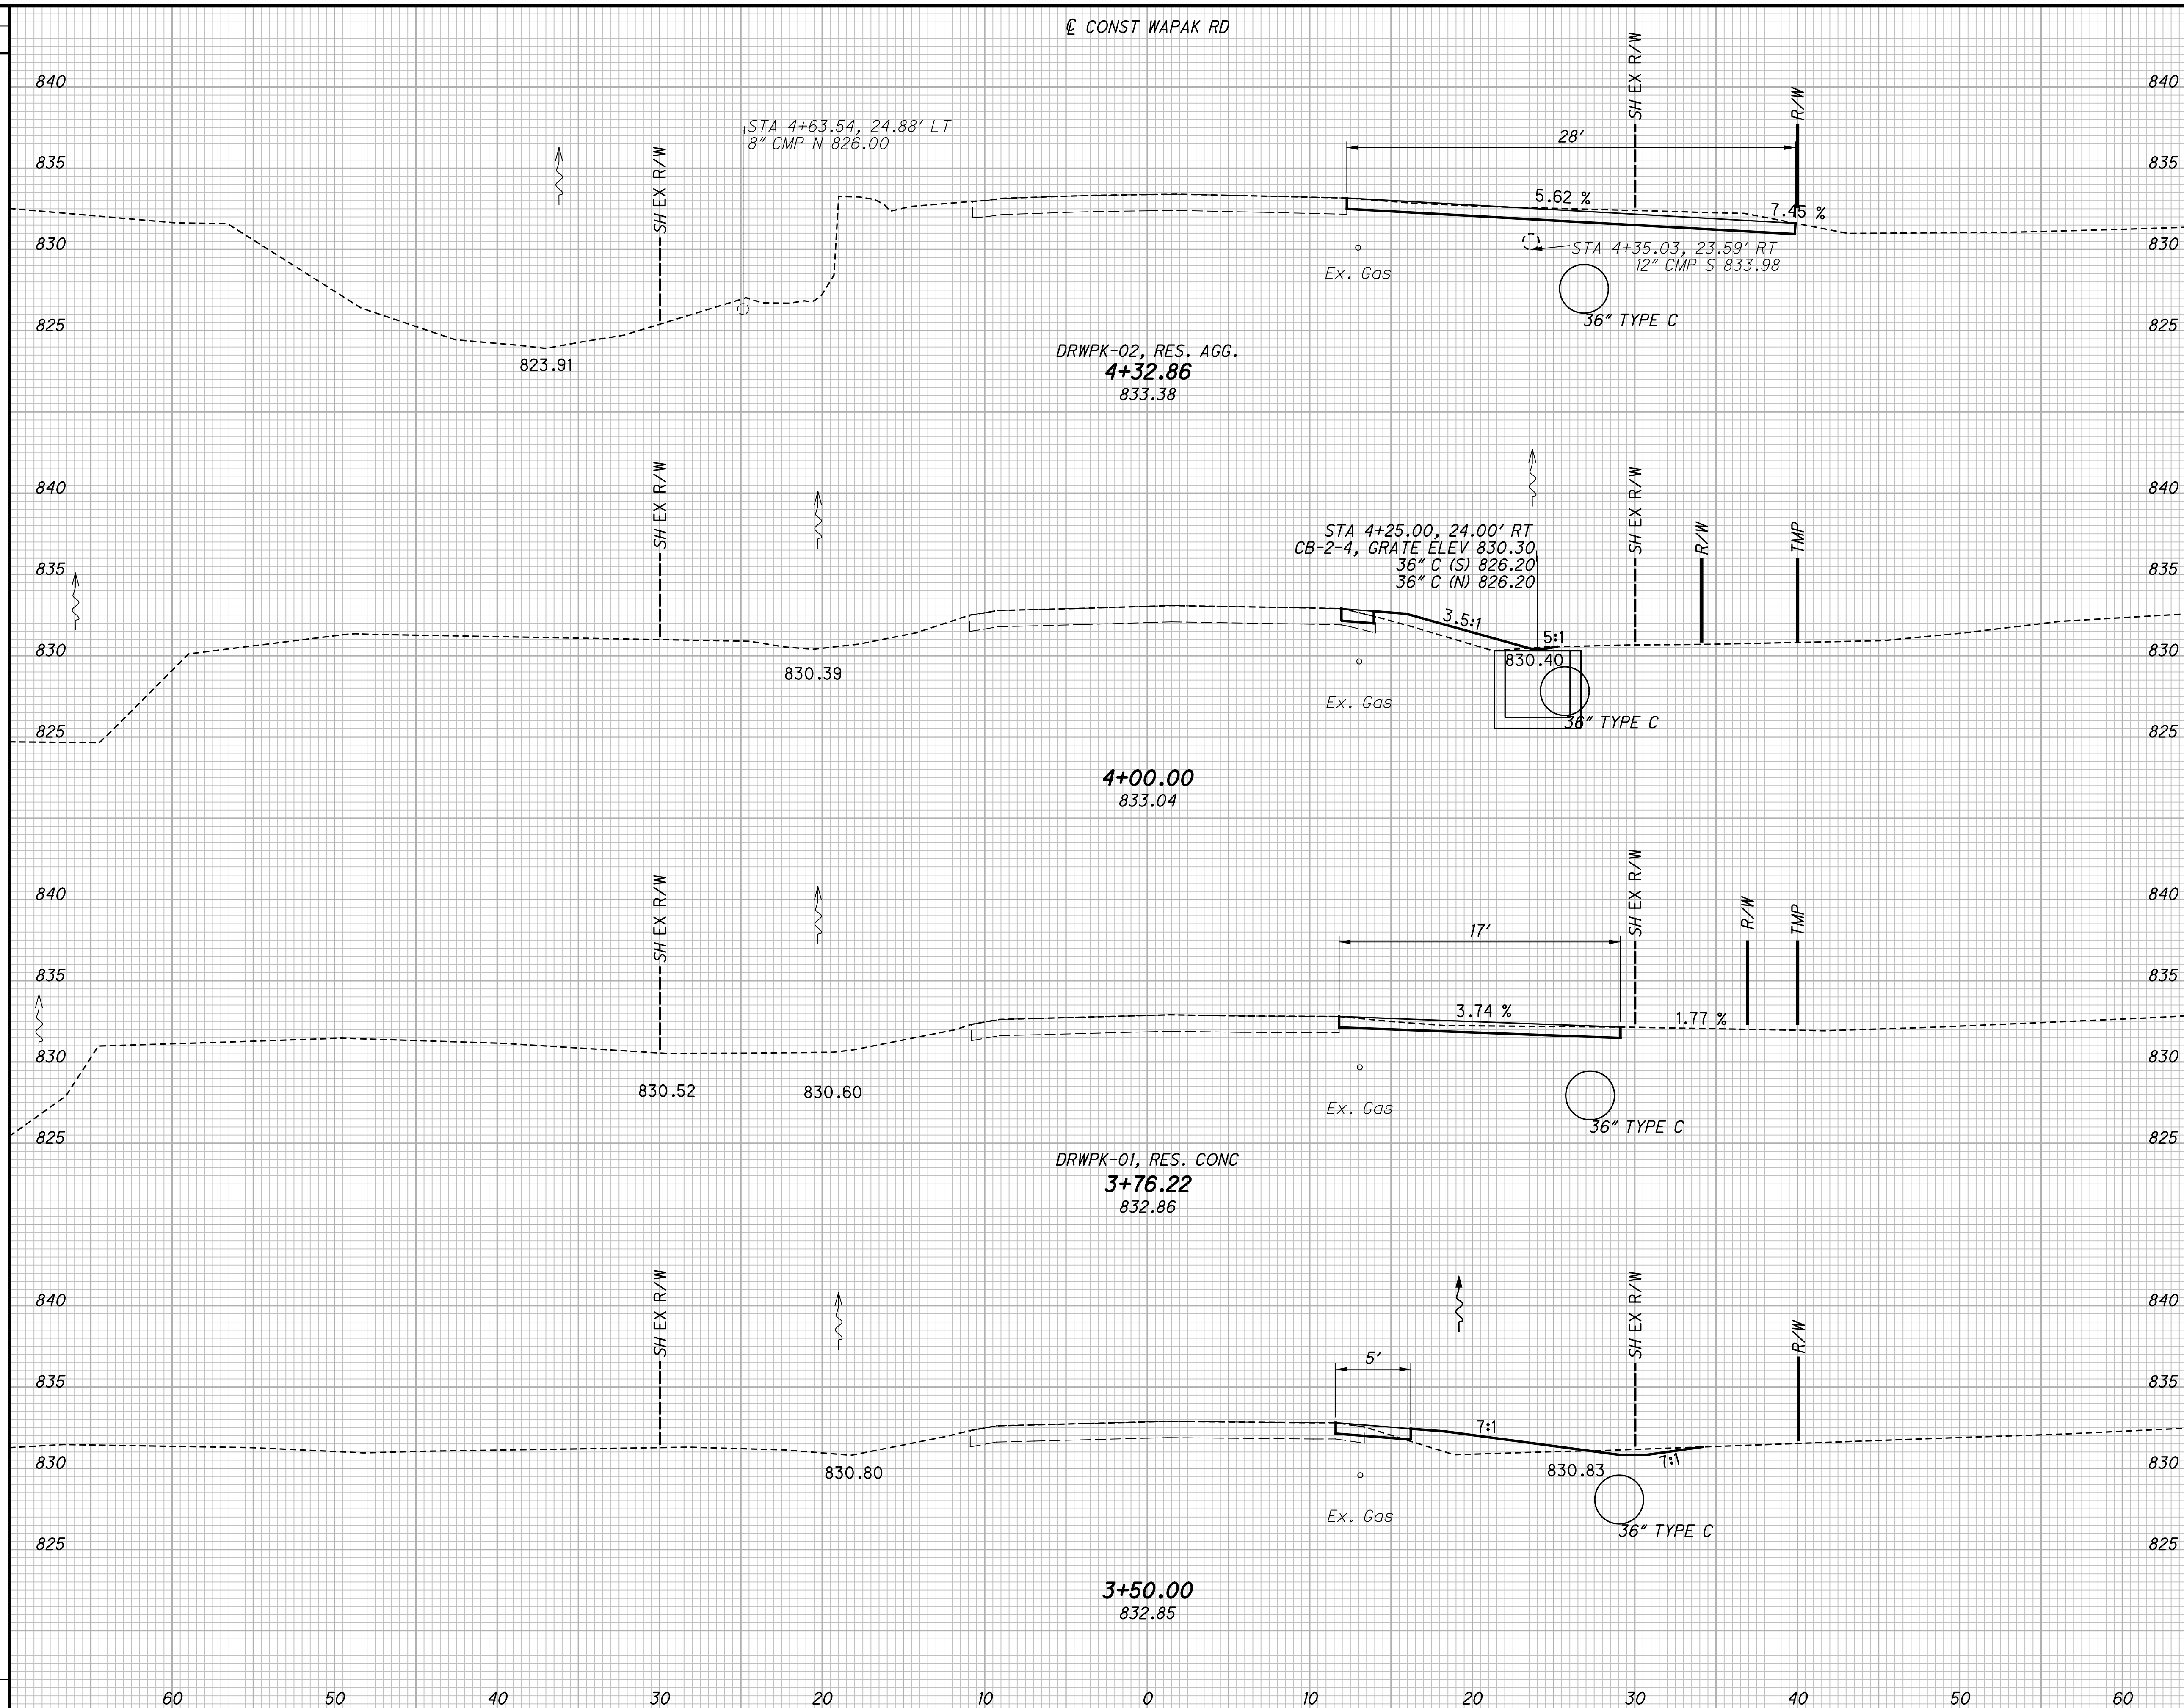 ℄ CONST WAPAK RD
840 SH EX R/W 840
R/W
STA 4+63.54, 24.88' LT
8" CMP N 826.00
28'
835 SH EX R/W 835
5.62 %
7.45 %
830 830
STA 4+35.03, 23.59' RT
12" CMP S 833.98
Ex. Gas
36" TYPE C
825 825
823.91
DRWPK-02, RES. AGG.
4+32.86
833.38
840 SH EX R/W SH EX R/W 840
STA 4+25.00, 24.00' RT
CB-2-4, GRATE ELEV 830.30
36" C (S) 826.20
36" C (N) 826.20
R/W TMP
835 835
3.5:1
5:1
830 830
830.40
830.39
Ex. Gas
36" TYPE C
825 825
4+00.00
833.04
840 SH EX R/W SH EX R/W R/W TMP 840
17'
835 835
3.74 %
1.77 %
830 830
830.52 830.60
Ex. Gas
36" TYPE C
825 825
DRWPK-01, RES. CONC
3+76.22
832.86
840 SH EX R/W SH EX R/W R/W 840
5'
835 835
7:1
830 7:1 830
830.80 830.83
Ex. Gas
36" TYPE C
825 825
3+50.00
832.85
60 50 40 30 20 10 0 10 20 30 40 50 60